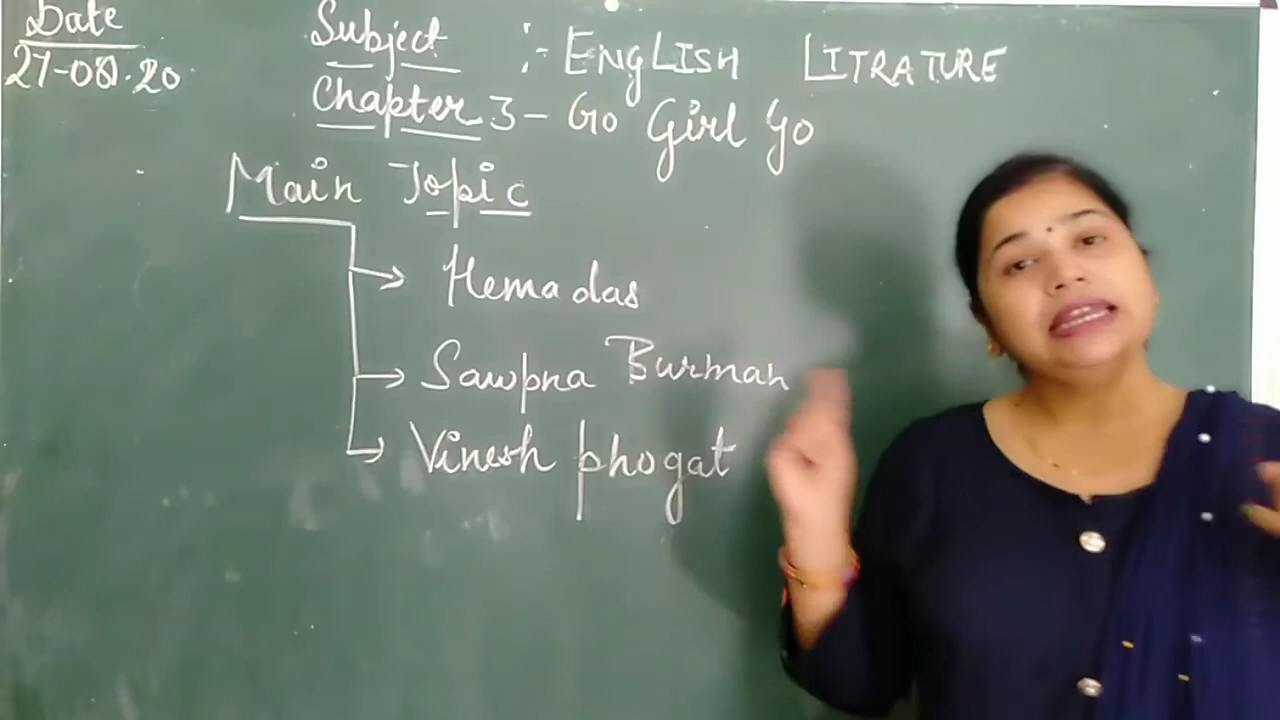 Date
27-08.20
Subject :- ENgLISH LITRATURE
Chapter 3 - Go Girl Go
Main Topic
Hema das
Sawpna Burman
Vinesh phogat